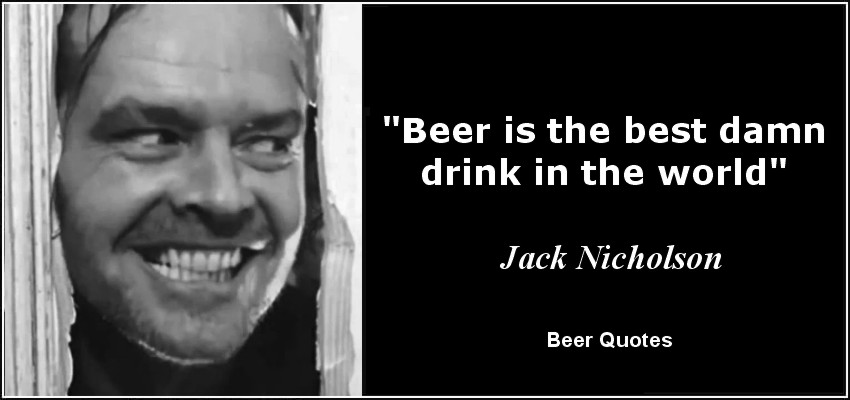 "Beer is the best damn
drink in the world"
Jack Nicholson
Beer Quotes